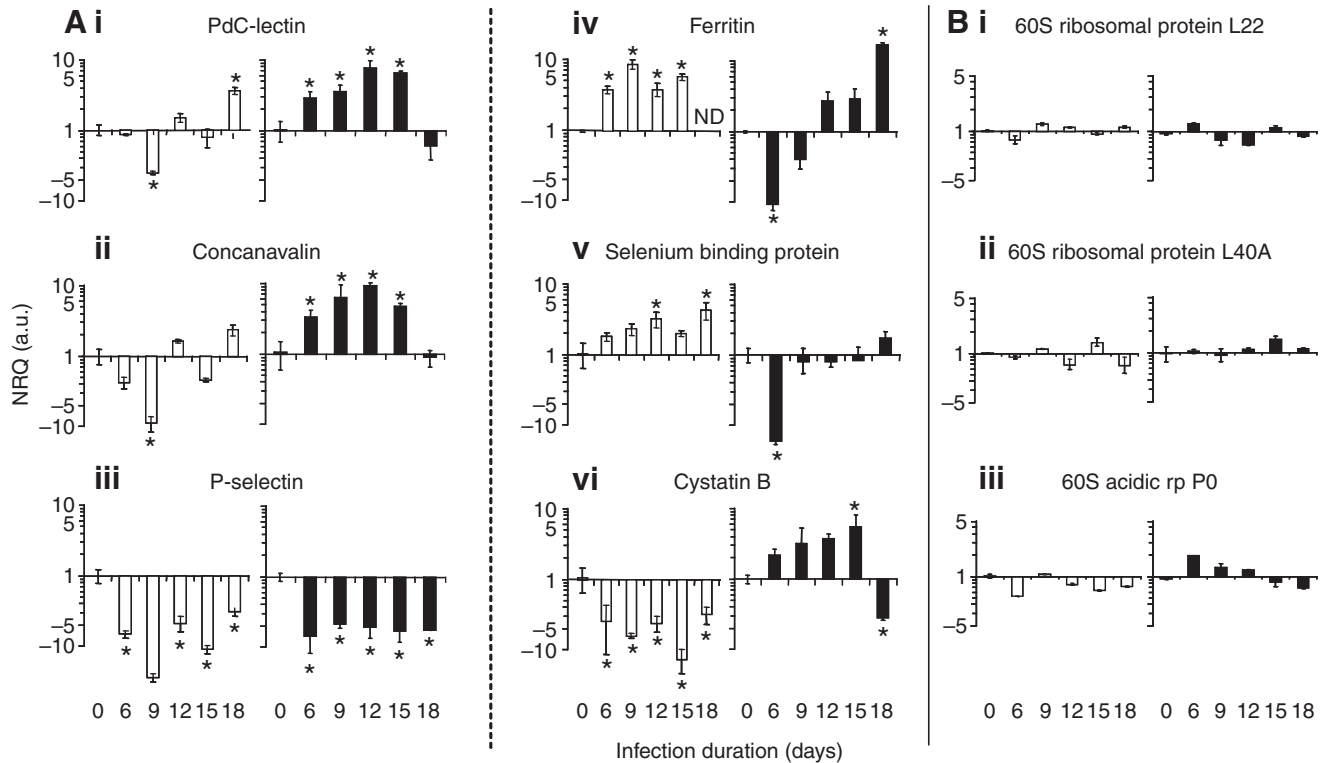 A i
PdC-lectin
10
5
1
–5
–10
*
*
*
*
*
*
ii
Concanavalin
10
5
1
–5
–10
*
*
*
*
*
iii
P-selectin
10
5
1
–5
–10
*
*
*
*
*
*
*
*
*
0 6 9 12 15 18
0 6 9 12 15 18
NRQ (a.u.)
iv
Ferritin
10
5
1
–5
–10
*
*
*
*
ND
*
*
v
Selenium binding protein
10
5
1
–5
–10
*
*
*
vi
Cystatin B
10
5
1
–5
–10
*
*
*
*
*
*
*
0 6 9 12 15 18
0 6 9 12 15 18
Infection duration (days)
B i
60S ribosomal protein L22
5
1
–5
ii
60S ribosomal protein L40A
5
1
–5
iii
60S acidic rp P0
5
1
–5
0 6 9 12 15 18
0 6 9 12 15 18